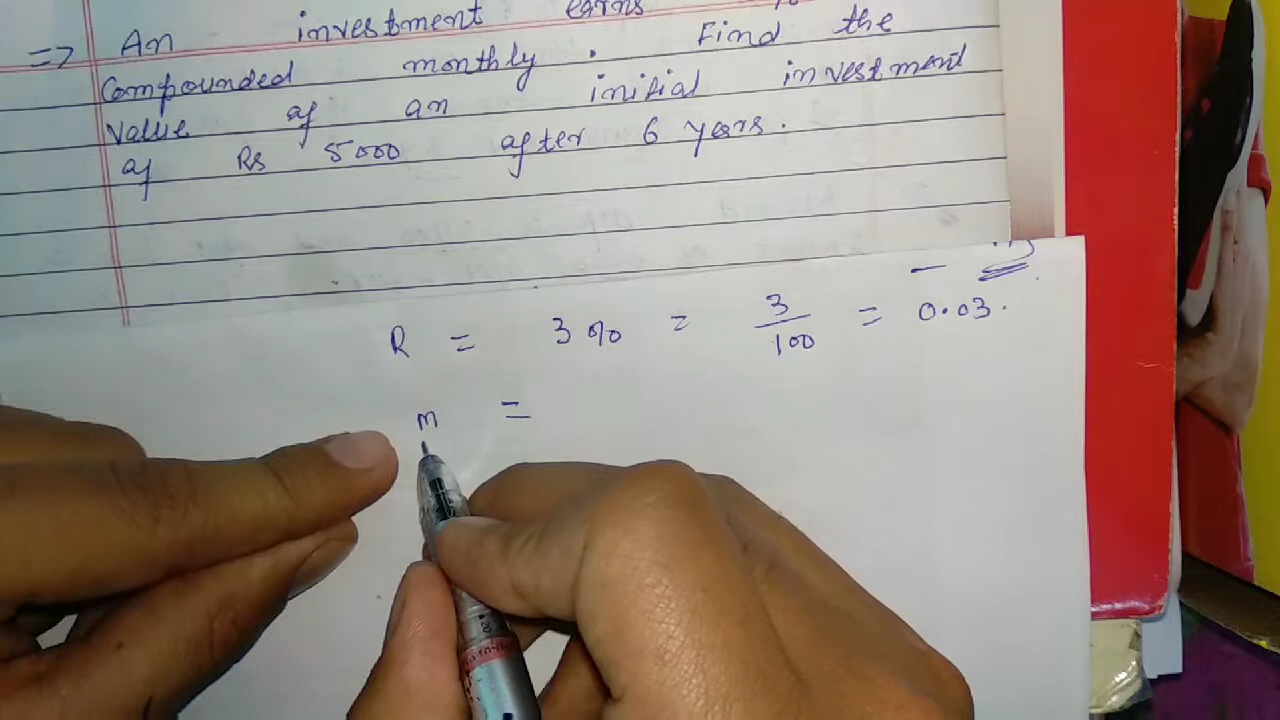 => An investment earns %
Compounded monthly. Find the
value of an initial investment
of Rs 5000 after 6 years.
R = 3% = 3/100 = 0.03.
m =